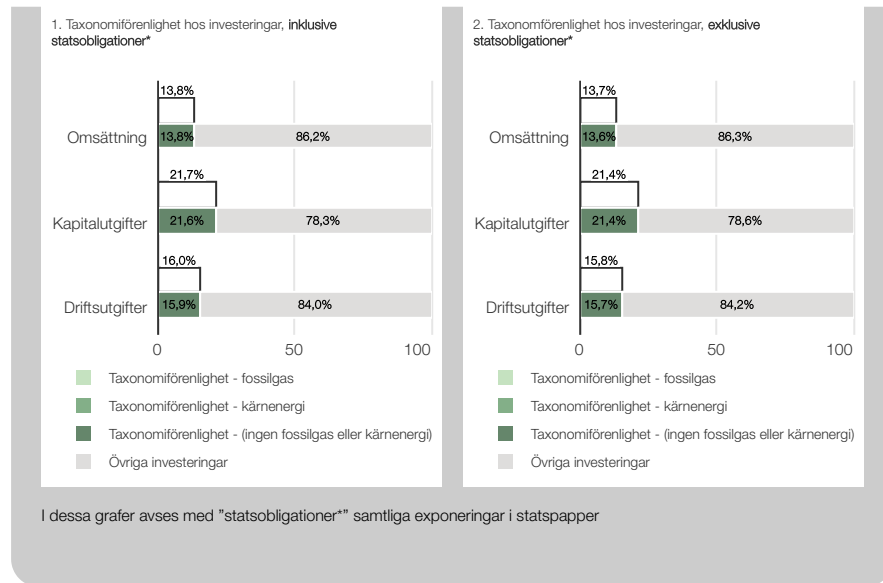 1. Taxonomiförenlighet hos investeringar, inklusive
statsobligationer*
13,8%
Omsättning 13,8% 86,2%
21,7%
Kapitalutgifter 21,6% 78,3%
16,0%
Driftsutgifter 15,9% 84,0%
0 50 100
Taxonomiförenlighet - fossilgas
Taxonomiförenlighet - kärnenergi
Taxonomiförenlighet - (ingen fossilgas eller kärnenergi)
Övriga investeringar
2. Taxonomförenlighet hos investeringar, exklusive
statsobligationer*
13,7%
Omsättning 13,6% 86,3%
21,4%
Kapitalutgifter 21,4% 78,6%
15,8%
Driftsutgifter 15,7% 84,2%
0 50 100
Taxonomiförenlighet - fossilgas
Taxonomiförenlighet - kärnenergi
Taxonomiförenlighet - (ingen fossilgas eller kärnenergi)
Övriga investeringar
I dessa grafer avses med ”statsobligationer*” samtliga exponeringar i statspapper